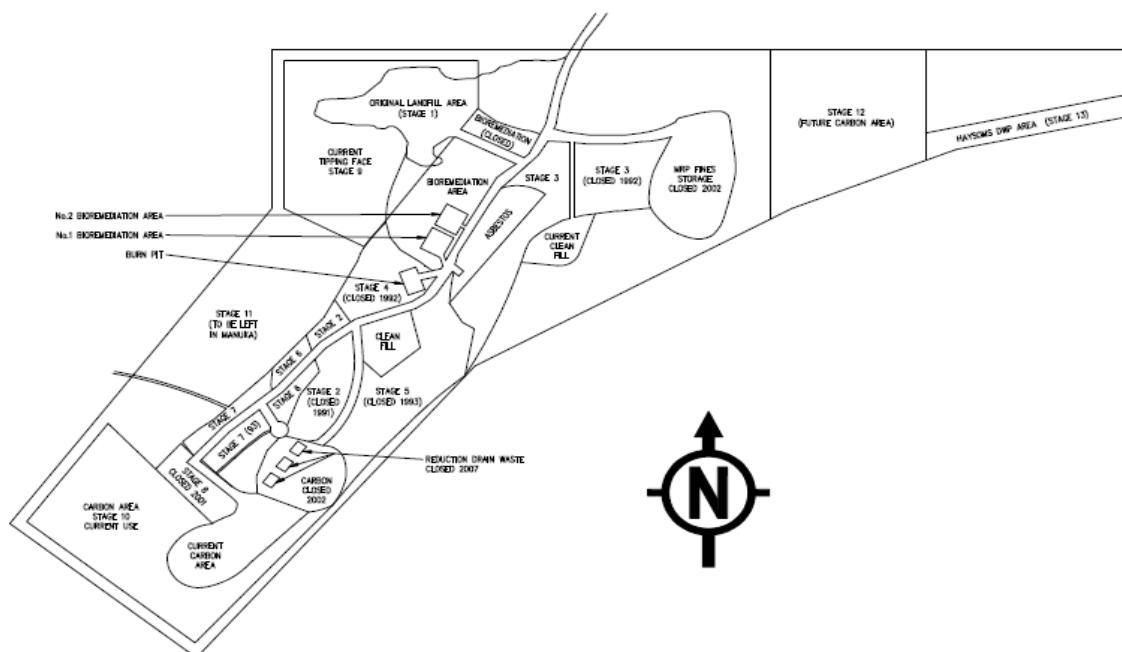 ORIGINAL LANDFILL AREA
(STAGE 1)
BIOREMEDIATION
(CLOSED)
STAGE 12
(FUTURE CARBON AREA)
HAYSOMS DWP AREA (STAGE 13)
CURRENT
TIPPING FACE
STAGE 9
BIOREMEDIATION
AREA
STAGE 3
STAGE 3
(CLOSED 1992)
MRP FINES
STORAGE
CLOSED 2002
No.2 BIOREMEDIATION AREA
No.1 BIOREMEDIATION AREA
BURN PIT
ASBESTOS
CURRENT
CLEAN
FILL
STAGE 4
(CLOSED 1992)
STAGE 11
(TO BE LEFT
IN MANUKA)
STAGE 2
CLEAN
FILL
STAGE 6
STAGE 6
STAGE 2
(CLOSED
1991)
STAGE 5
(CLOSED 1993)
STAGE 7
STAGE 7 (93)
REDUCTION DRAIN WASTE
CLOSED 2007
STAGE 8
CLOSED 2001
CARBON
CLOSED
2002
CARBON AREA
STAGE 10
CURRENT USE
CURRENT
CARBON
AREA
N